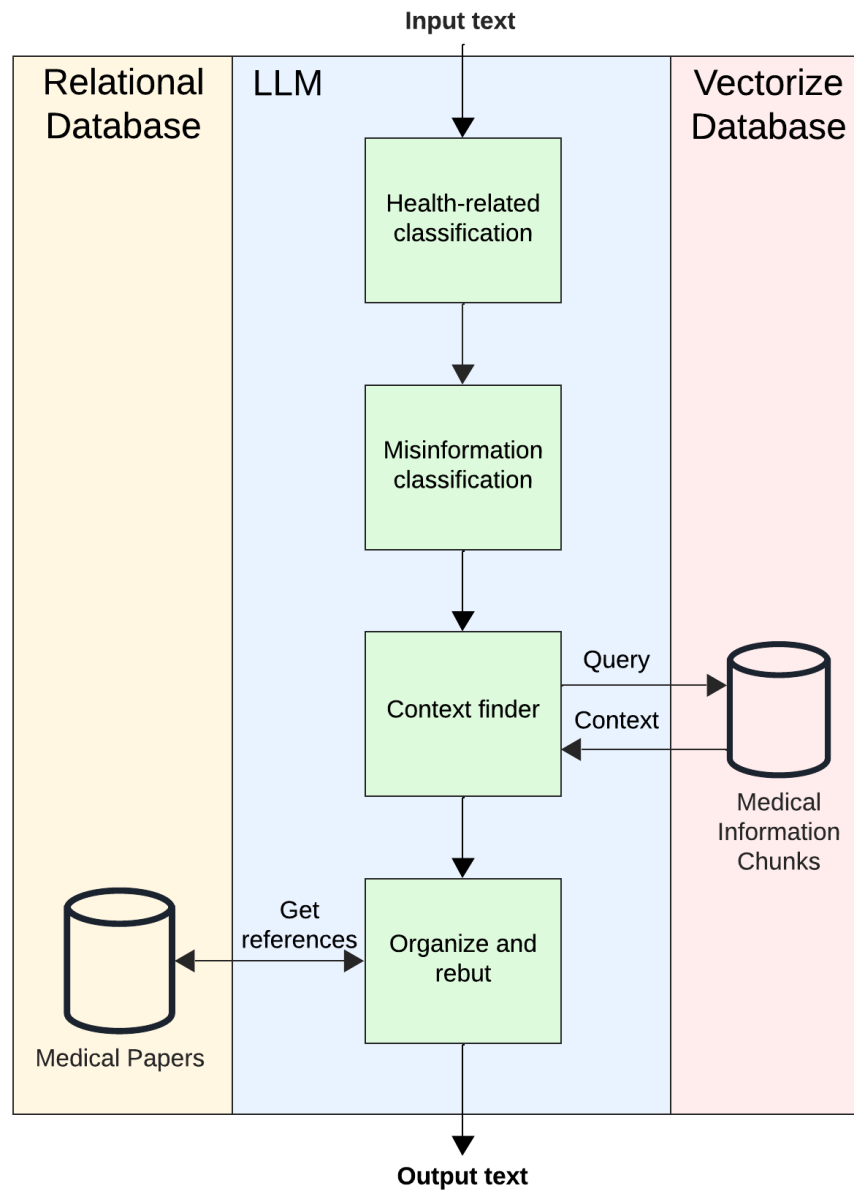 Input text
Relational
Database
LLM
Vectorize
Database
Health-related
classification
Misinformation
classification
Context finder
Query
Context
Medical
Information
Chunks
Get
references
Organize and
rebut
Medical Papers
Output text